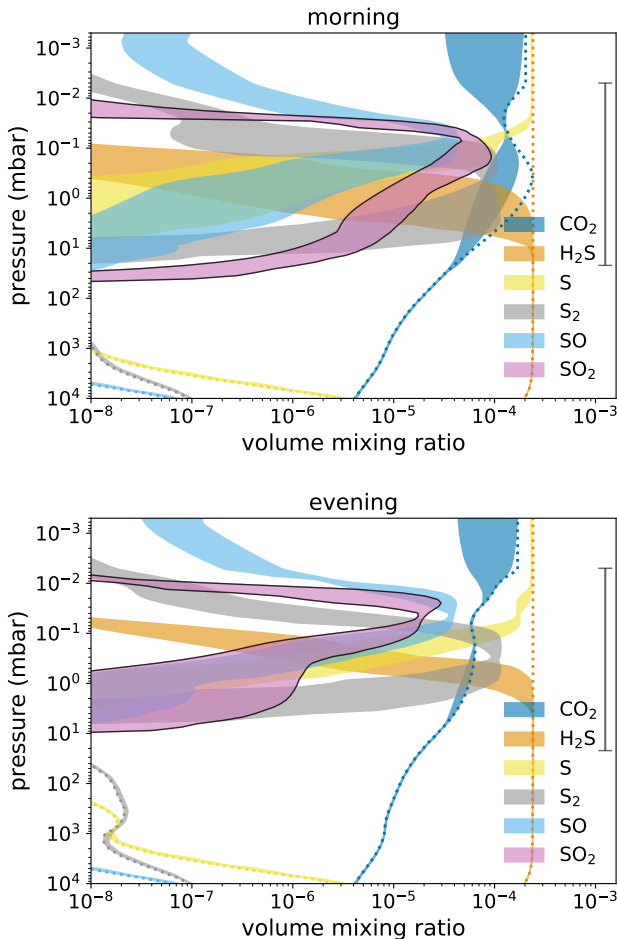 morning
10⁻³
10⁻²
10⁻¹
10⁰
10¹
10²
10³
10⁴
pressure (mbar)
CO₂
H₂S
S
S₂
SO
SO₂
10⁻⁸ 10⁻⁷ 10⁻⁶ 10⁻⁵ 10⁻⁴ 10⁻³
volume mixing ratio
evening
10⁻³
10⁻²
10⁻¹
10⁰
10¹
10²
10³
10⁴
pressure (mbar)
CO₂
H₂S
S
S₂
SO
SO₂
10⁻⁸ 10⁻⁷ 10⁻⁶ 10⁻⁵ 10⁻⁴ 10⁻³
volume mixing ratio